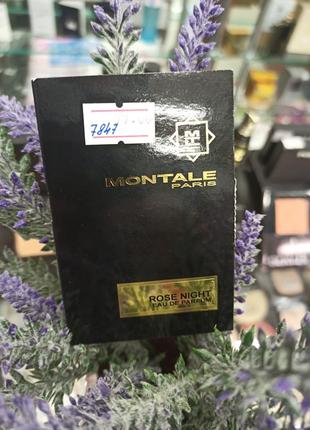 7847
MONTALE
PARIS
ROSE NIGHT
EAU DE PARFUM